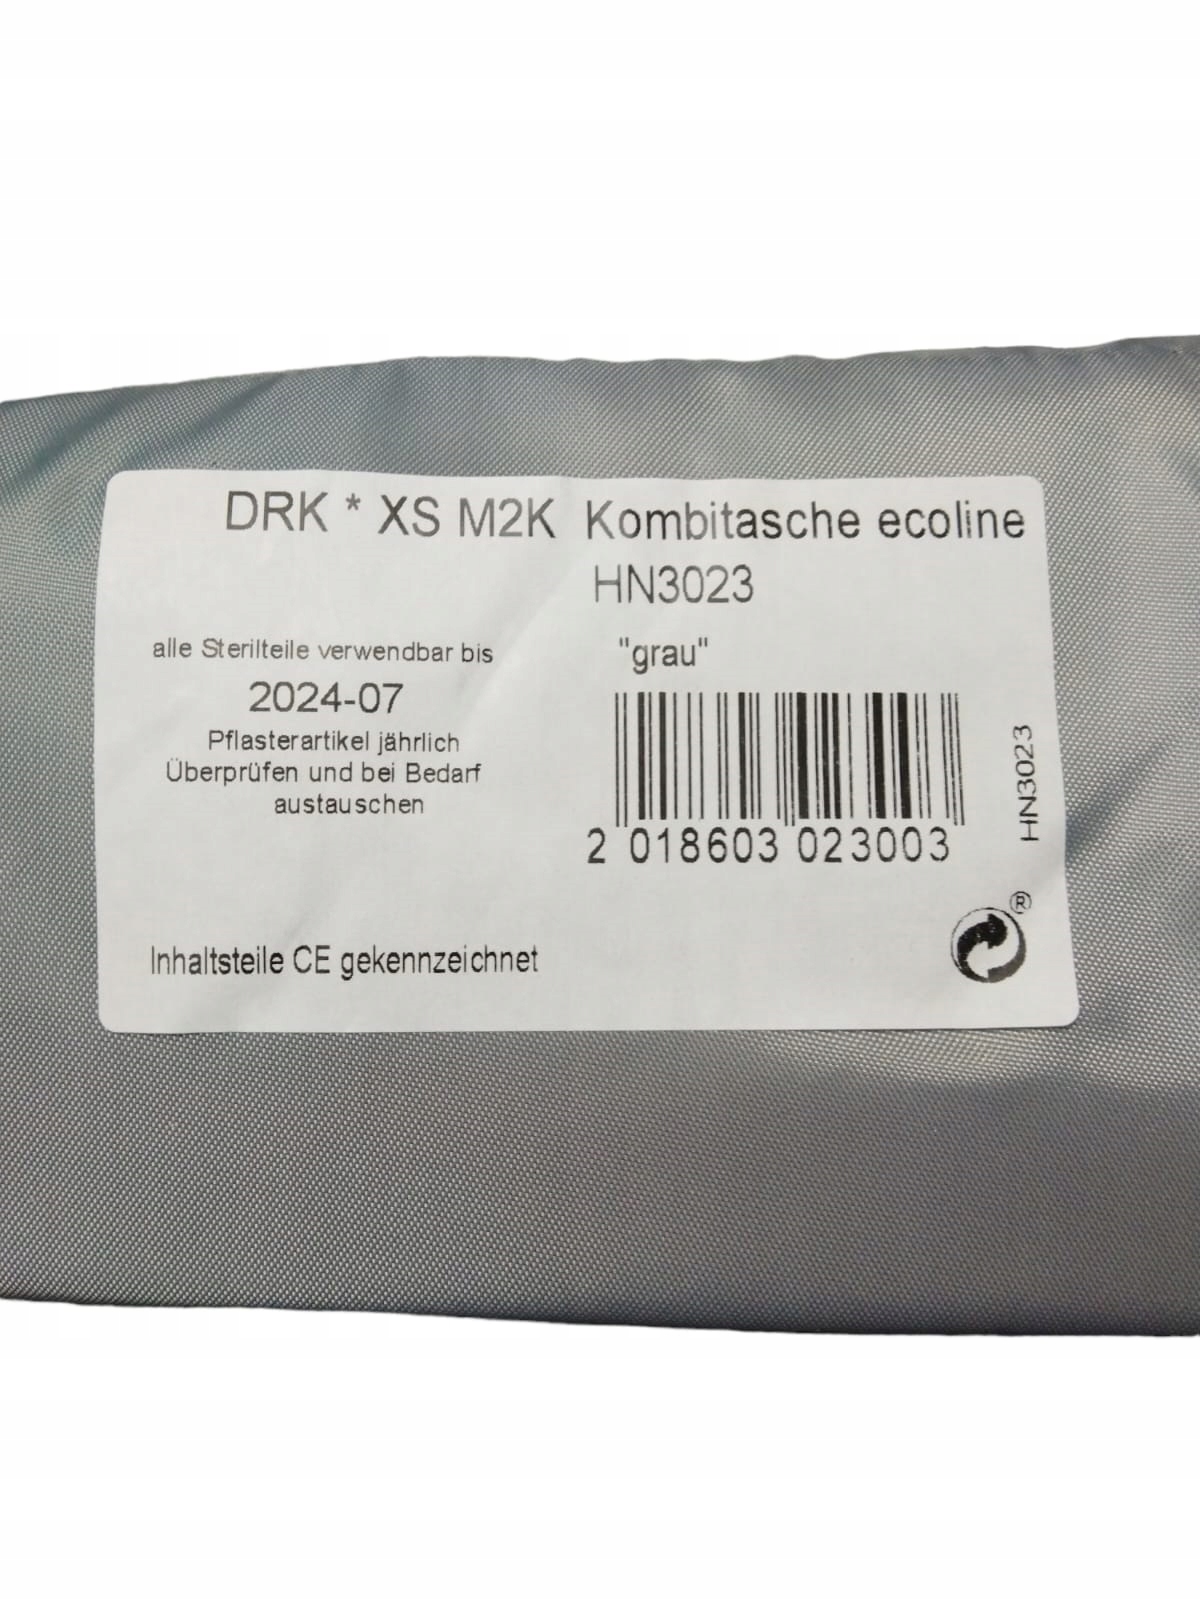 DRK * XS M2K Kombitasche ecoline
HN3023
alle Sterilteile verwendbar bis
"grau"
2024-07
Pflasterartikel jährlich
Überprüfen und bei Bedarf
austauschen
2 018603 023003
HN3023
®
Inhaltsteile CE gekennzeichnet